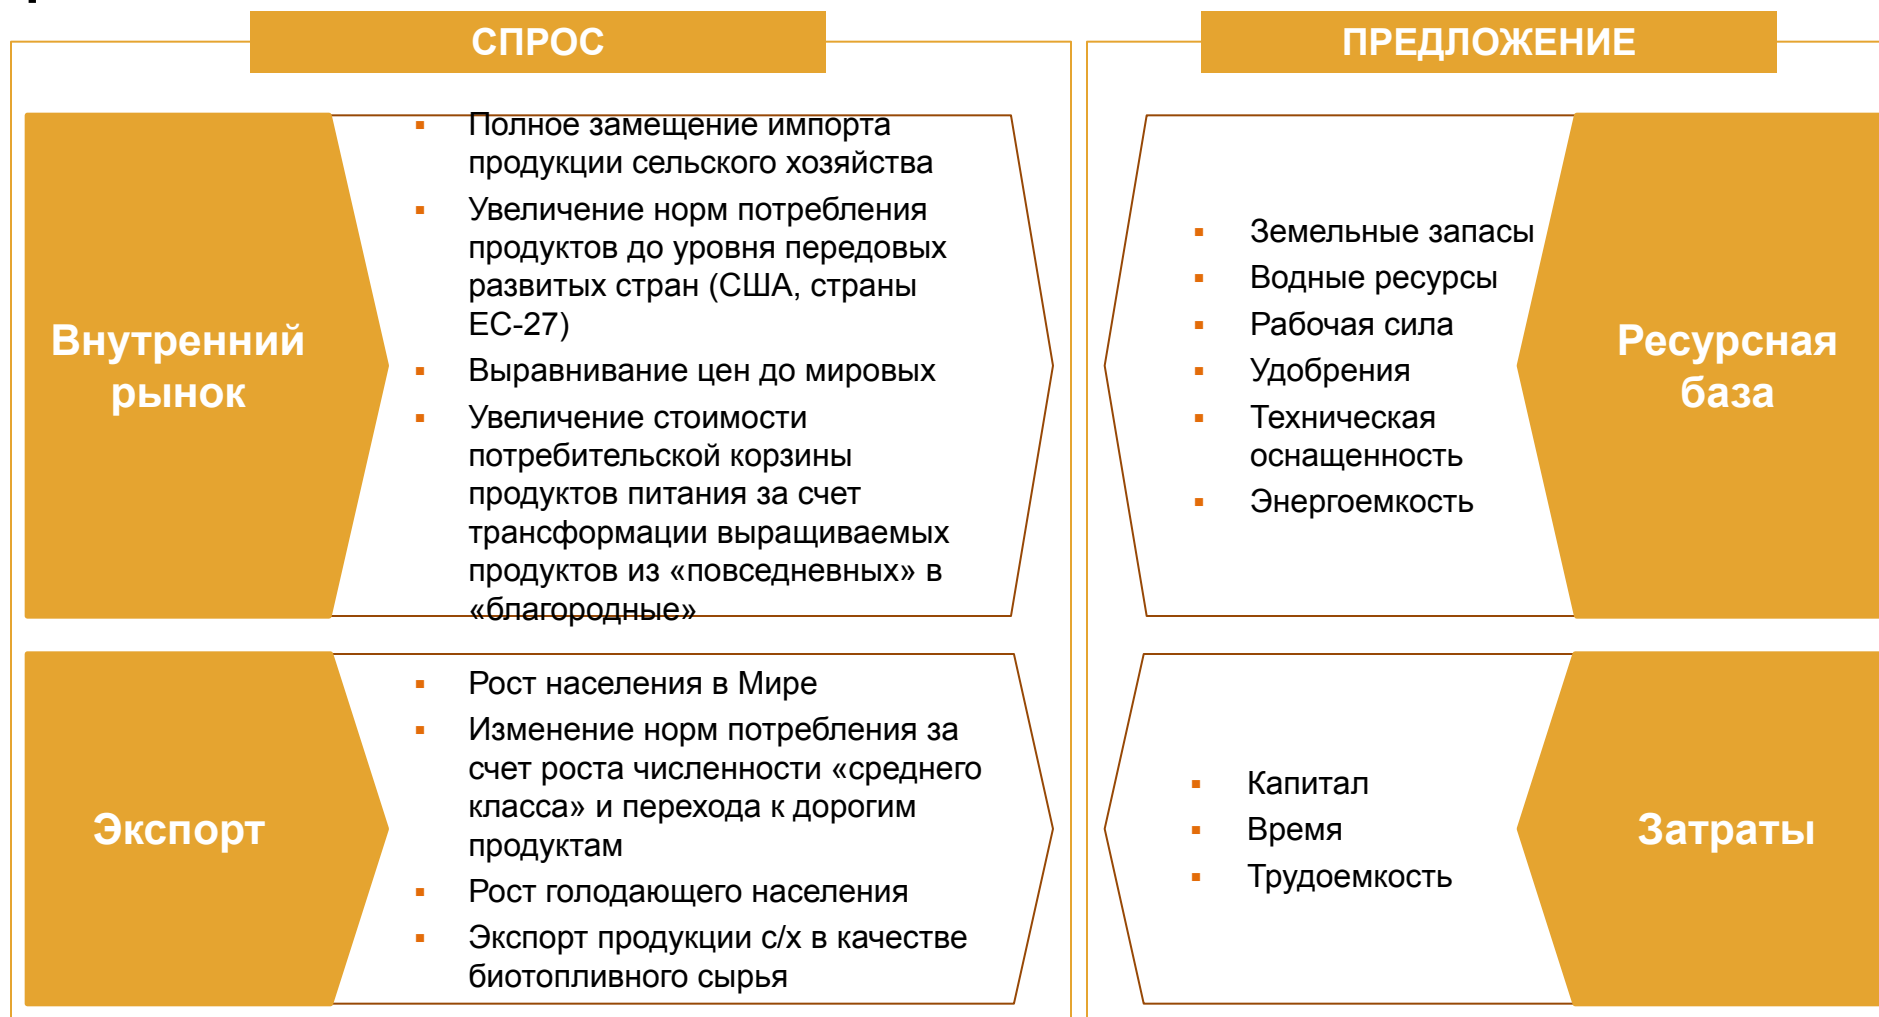 СПРОС
Внутренний
рынок
Полное замещение импорта
продукции сельского хозяйства
Увеличение норм потребления
продуктов до уровня передовых
развитых стран (США, страны
ЕС-27)
Выравнивание цен до мировых
Увеличение стоимости
потребительской корзины
продуктов питания за счет
трансформации выращиваемых
продуктов из «повседневных» в
«благородные»
Экспорт
Рост населения в Мире
Изменение норм потребления за
счет роста численности «среднего
класса» и перехода к дорогим
продуктам
Рост голодающего населения
Экспорт продукции с/х в качестве
биотопливного сырья
ПРЕДЛОЖЕНИЕ
Земельные запасы
Водные ресурсы
Рабочая сила
Удобрения
Техническая
оснащенность
Энергоемкость
Ресурсная
база
Капитал
Время
Трудоемкость
Затраты